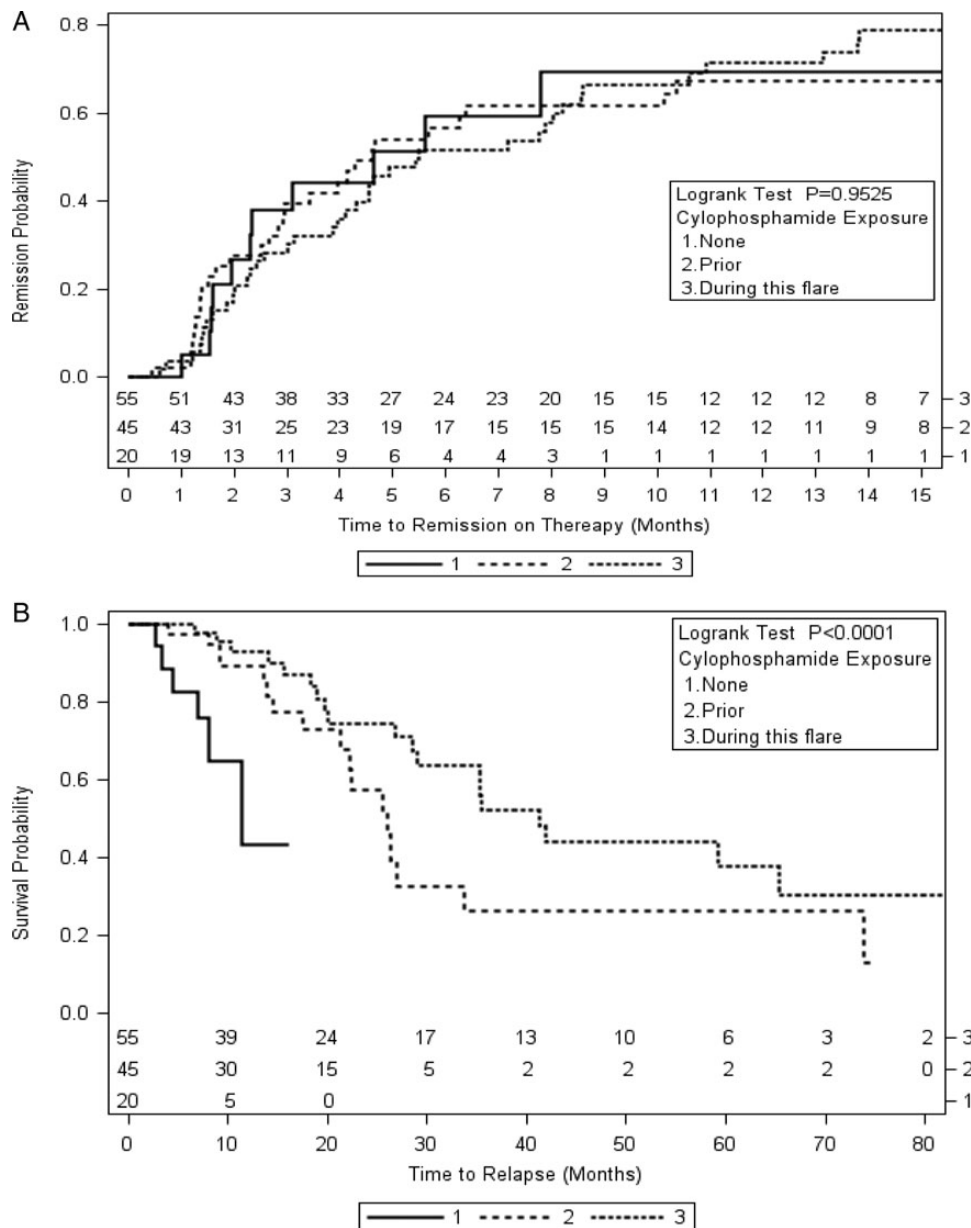 A
0.8
0.6
0.4
0.2
0.0
Remission Probability
Logrank Test P=0.9525
Cylophosphamide Exposure
1.None
2.Prior
3.During this flare
55 51 43 38 33 27 24 23 20 15 15 12 12 12 8 7 3
45 43 31 25 23 19 17 15 15 15 14 12 12 11 9 8 2
20 19 13 11 9 6 4 4 3 1 1 1 1 1 1 1 1
0 1 2 3 4 5 6 7 8 9 10 11 12 13 14 15
Time to Remission on Thereapy (Months)
1 2 3
B
1.0
0.8
0.6
0.4
0.2
0.0
Survival Probability
Logrank Test P<0.0001
Cylophosphamide Exposure
1.None
2.Prior
3.During this flare
55 39 24 17 13 10 6 3 2 3
45 30 15 5 2 2 2 2 0 2
20 5 0 1
0 10 20 30 40 50 60 70 80
Time to Relapse (Months)
1 2 3